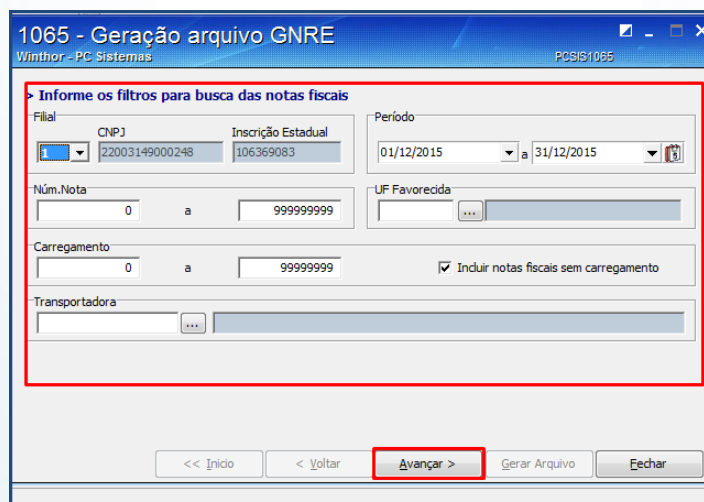 1065 - Geração arquivo GNRE
Winthor - PC Sistemas
PCSIS1065
> Informe os filtros para busca das notas fiscais
Filial
Período
CNPJ
Inscrição Estadual
1
22003149000248
106369083
01/12/2015
a
31/12/2015
Núm.Nota
UF Favorecida
0
a
999999999
...
Carregamento
0
a
99999999
Incluir notas fiscais sem carregamento
Transportadora
...
<< Inicio
< Voltar
Avançar >
Gerar Arquivo
Fechar